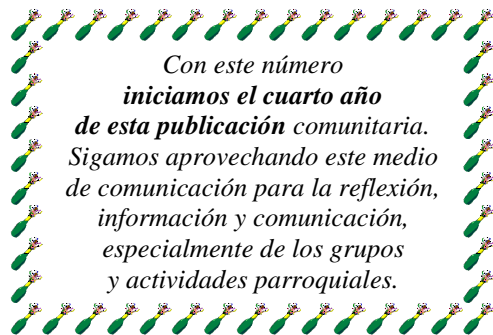 Con este número
iniciamos el cuarto año
de esta publicación comunitaria.
Sigamos aprovechando este medio
de comunicación para la reflexión,
información y comunicación,
especialmente de los grupos
y actividades parroquiales.